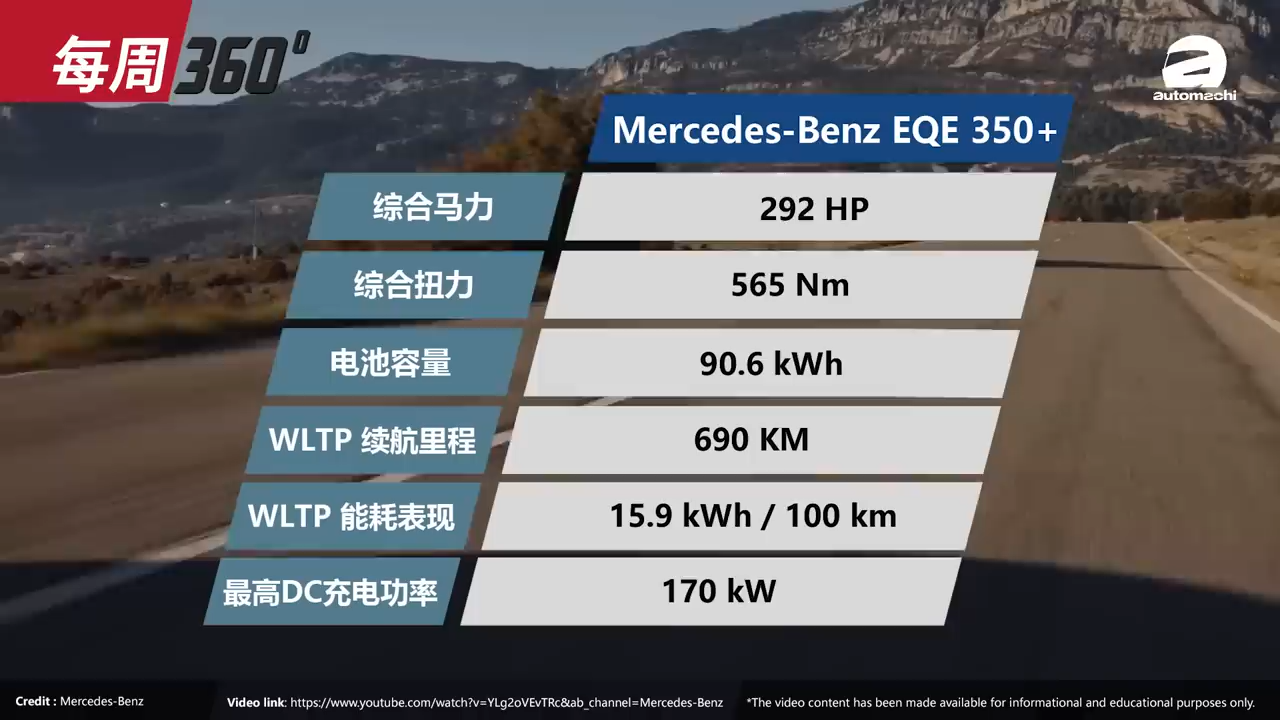 每周360⁰
automachi
Mercedes-Benz EQE 350+
综合马力 292 HP
综合扭力 565 Nm
电池容量 90.6 kWh
WLTP 续航里程 690 KM
WLTP 能耗表现 15.9 kWh / 100 km
最高DC充电功率 170 kW
Credit : Mercedes-Benz
Video link: https://www.youtube.com/watch?v=YLg2oVEvTRc&ab_channel=Mercedes-Benz
*The video content has been made available for informational and educational purposes only.